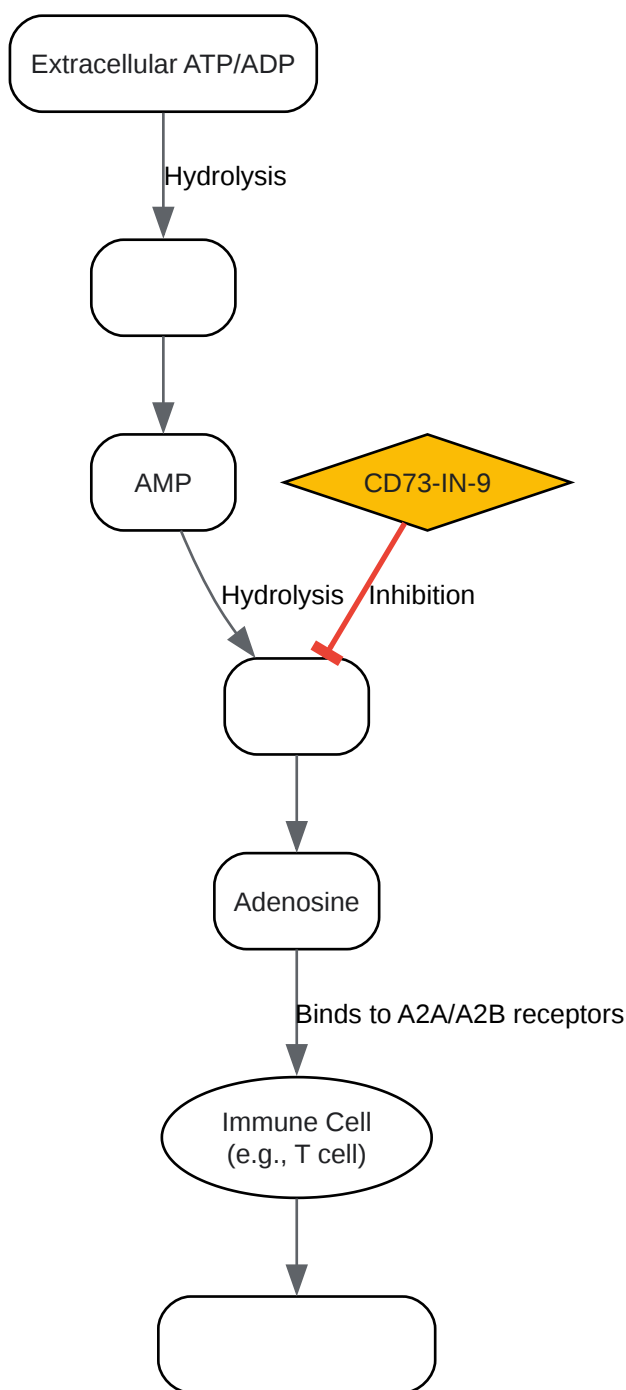 Extracellular ATP/ADP
Hydrolysis
AMP
CD73-IN-9
Hydrolysis
Inhibition
Adenosine
Binds to A2A/A2B receptors
Immune Cell
(e.g., T cell)